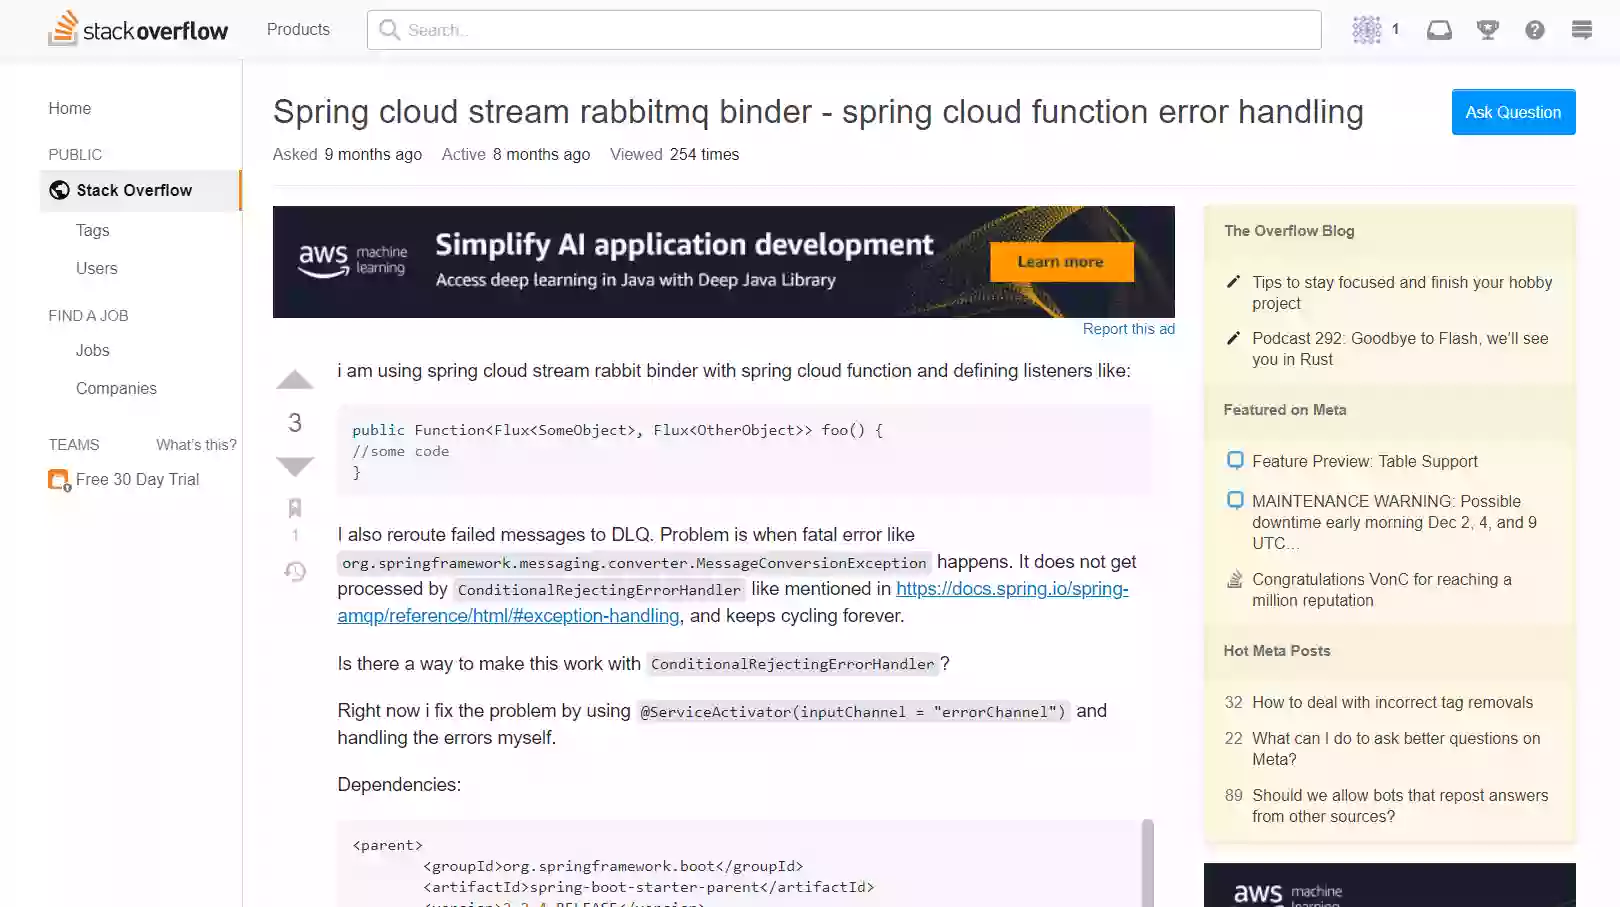 stackoverflow
Products
Search...
1
Home
PUBLIC
Stack Overflow
Tags
Users
FIND A JOB
Jobs
Companies
TEAMS What's this?
Free 30 Day Trial
Spring cloud stream rabbitmq binder - spring cloud function error handling
Ask Question
Asked 9 months ago Active 8 months ago Viewed 254 times
aws machine learning
Simplify AI application development
Access deep learning in Java with Deep Java Library
Learn more
Report this ad
3
1
i am using spring cloud stream rabbit binder with spring cloud function and defining listeners like:
public Function<Flux<SomeObject>, Flux<OtherObject>> foo() {
//some code
}
I also reroute failed messages to DLQ. Problem is when fatal error like
org.springframework.messaging.converter.MessageConversionException happens. It does not get
processed by ConditionalRejectingErrorHandler like mentioned in https://docs.spring.io/spring-
amqp/reference/html/#exception-handling, and keeps cycling forever.
Is there a way to make this work with ConditionalRejectingErrorHandler ?
Right now i fix the problem by using @ServiceActivator(inputChannel = "errorChannel") and
handling the errors myself.
Dependencies:
<parent>
<groupId>org.springframework.boot</groupId>
<artifactId>spring-boot-starter-parent</artifactId>
The Overflow Blog
Tips to stay focused and finish your hobby
project
Podcast 292: Goodbye to Flash, we'll see
you in Rust
Featured on Meta
Feature Preview: Table Support
MAINTENANCE WARNING: Possible
downtime early morning Dec 2, 4, and 9
UTC...
Congratulations VonC for reaching a
million reputation
Hot Meta Posts
32 How to deal with incorrect tag removals
22 What can I do to ask better questions on
Meta?
89 Should we allow bots that repost answers
from other sources?
aws machine